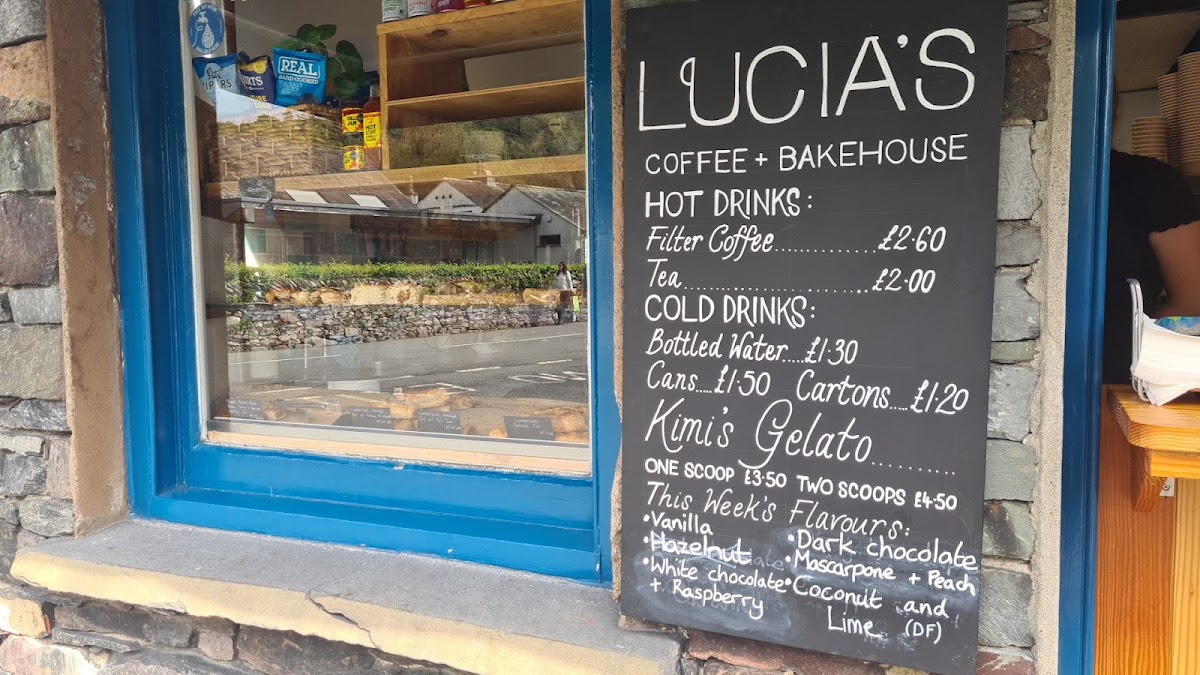 REAL
HAND COOKED
LUCIA'S
COFFEE + BAKEHOUSE
HOT DRINKS:
Filter Coffee.............£2.60
Tea......................£2.00
COLD DRINKS:
Bottled Water.....£1.30
Cans.....£1.50 Cartons.....£1.20
Kimi's Gelato..........
ONE SCOOP £3.50 TWO SCOOPS £4.50
This Week's Flavours:
•Vanilla
•Hazelnut
•White chocolate
+ Raspberry
•Dark chocolate
•Mascarpone + Peach
•Coconut and
Lime (DF)